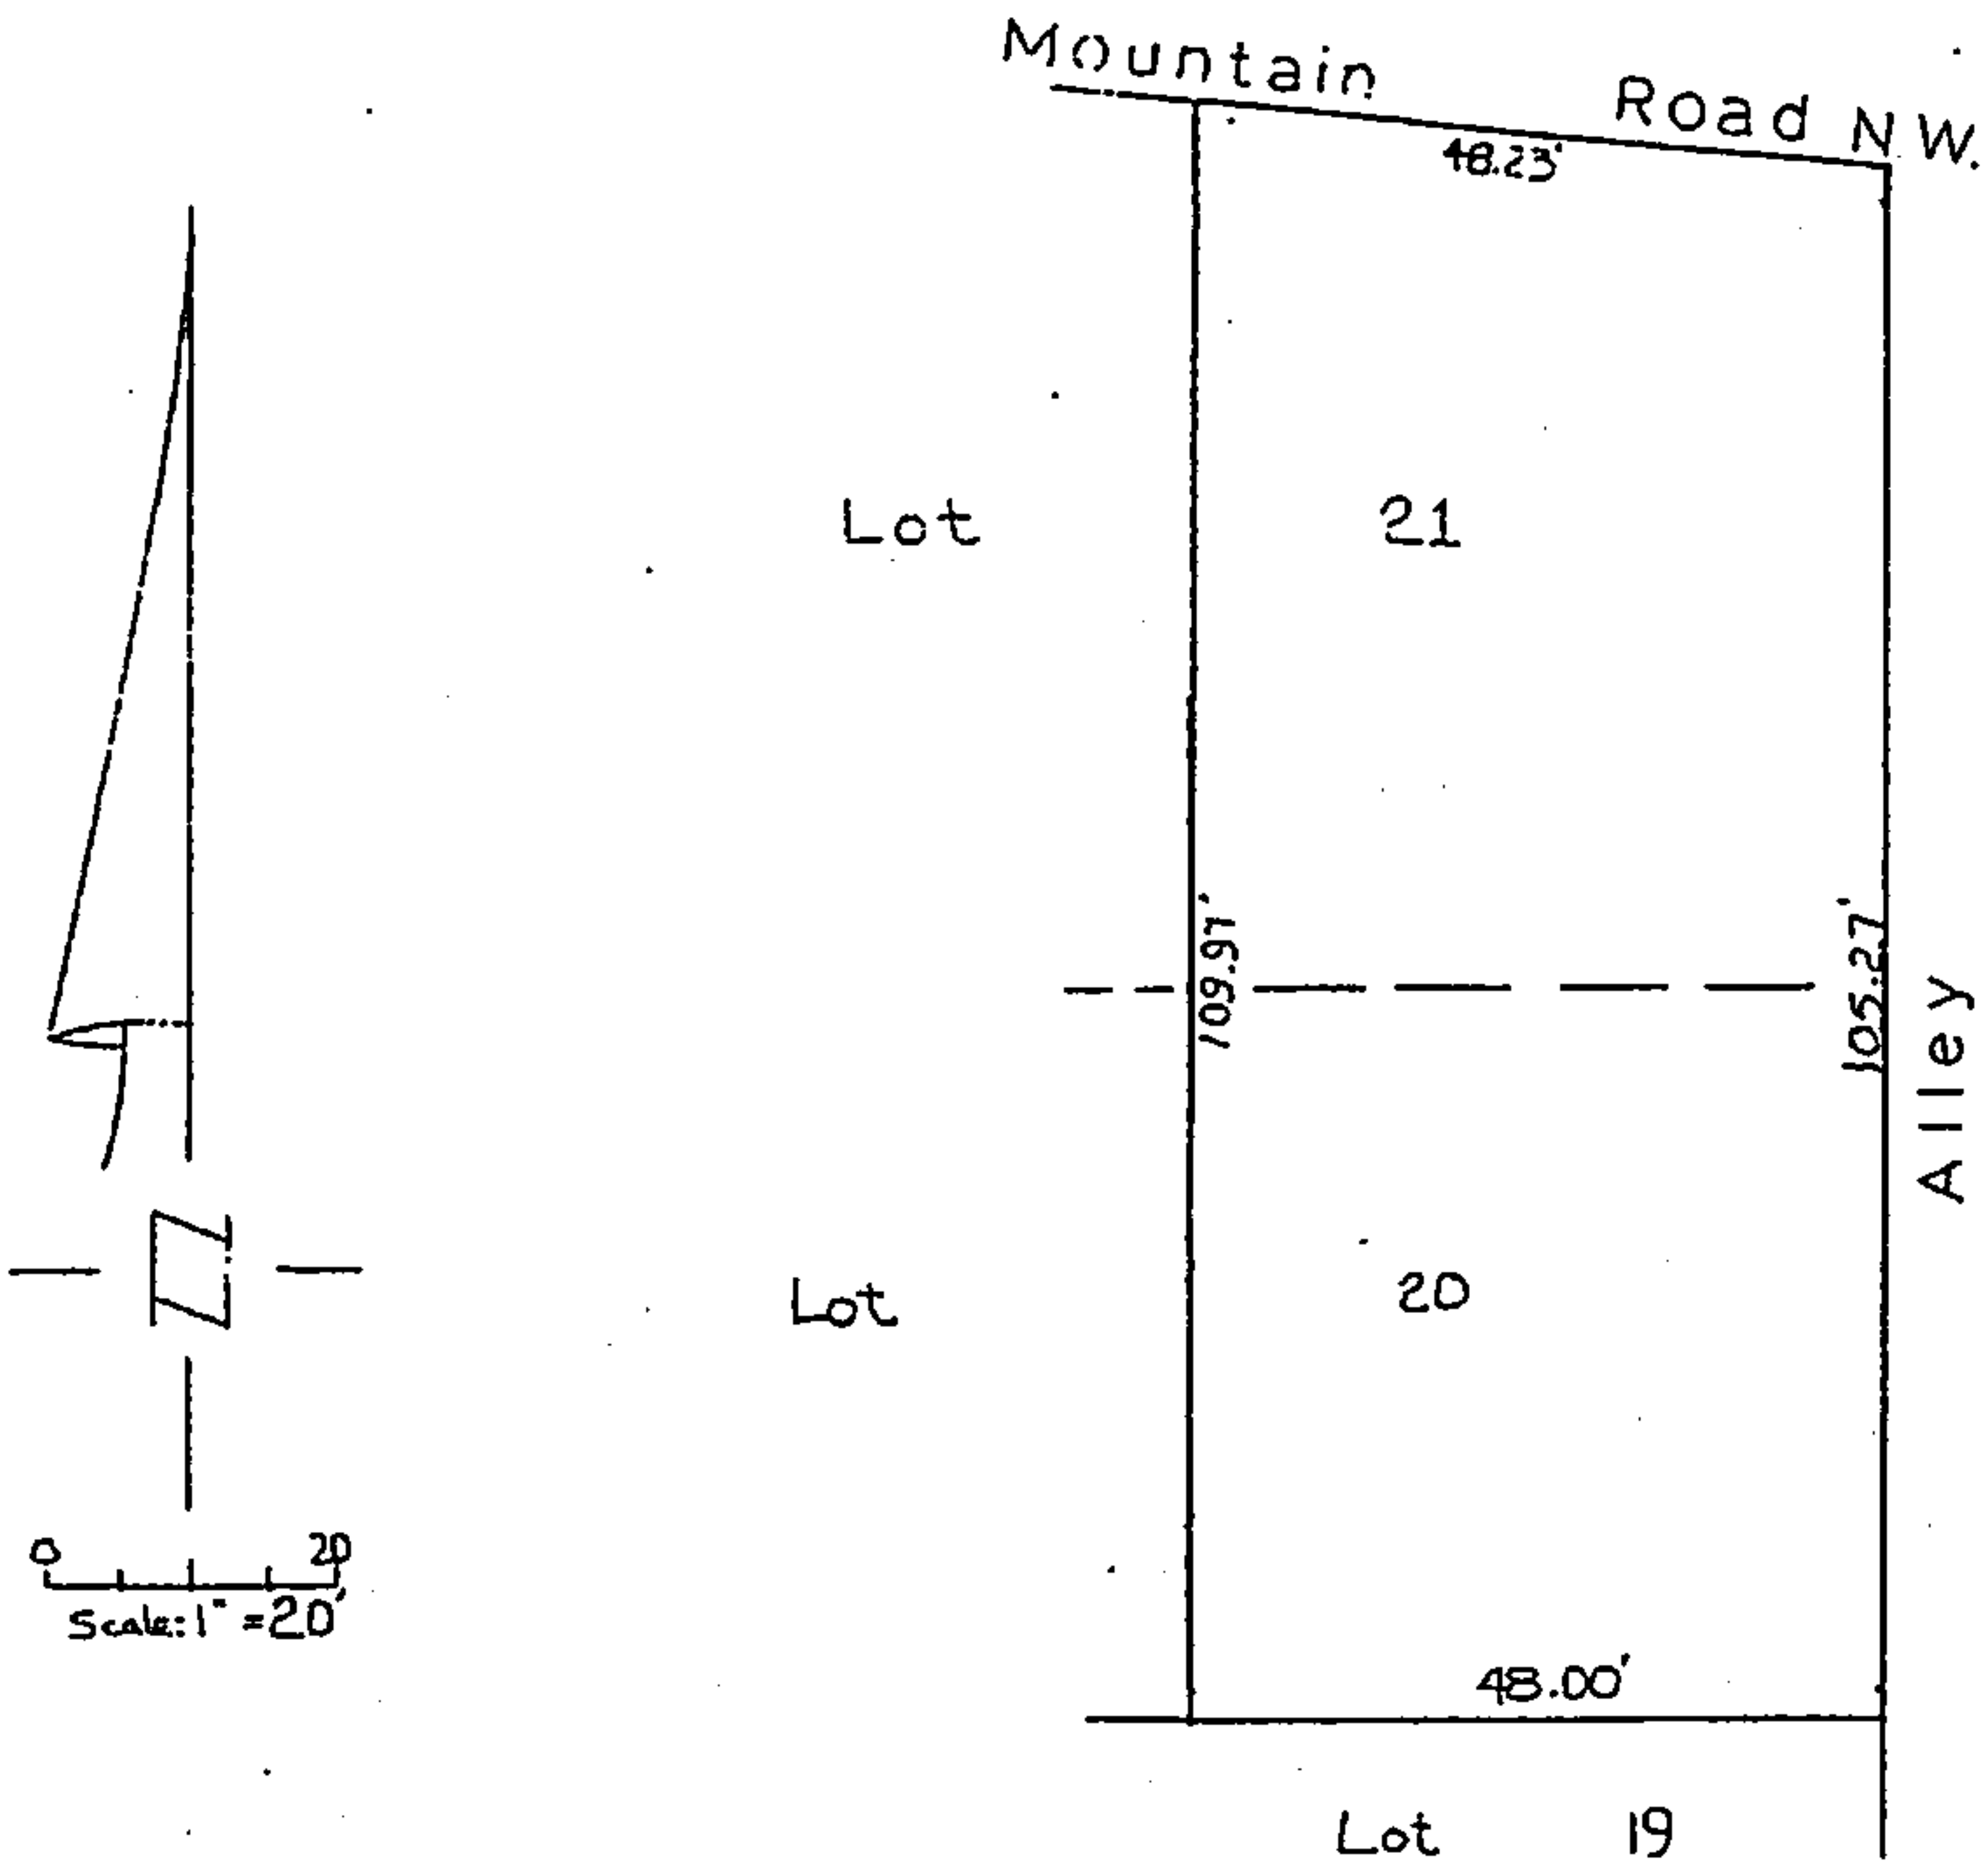 Mountain Road NW.
48.23'
Lot 21
109.97'
105.27'
Alley
Lot 20
N
0 20
Scale: 1" = 20'
48.00'
Lot 19